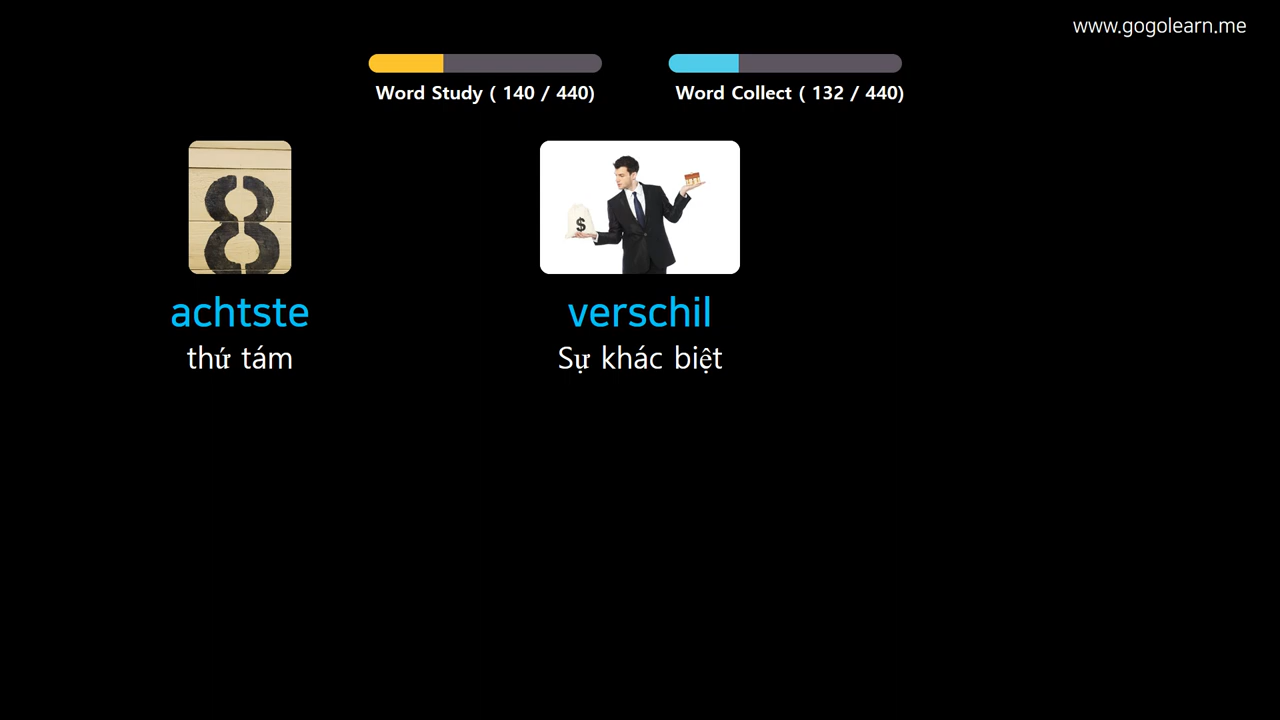 www.gogolearn.me
Word Study ( 140 / 440)
Word Collect ( 132 / 440)
8
$
achtste
verschil
thứ tám
Sự khác biệt